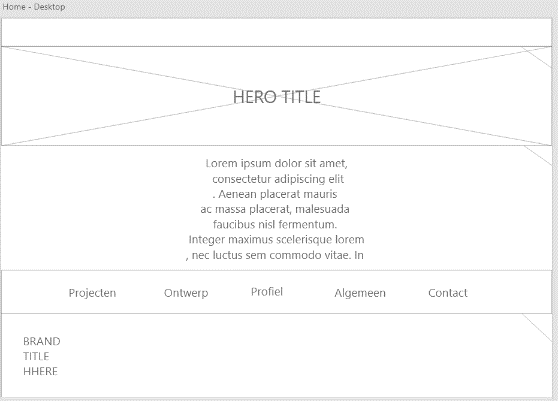 Home - Desktop
HERO TITLE
Lorem ipsum dolor sit amet,
consectetur adipiscing elit
. Aenean placerat mauris
ac massa placerat, malesuada
faucibus nisl fermentum.
Integer maximus scelerisque lorem
, nec luctus sem commodo vitae. In
Projecten Ontwerp Profiel Algemeen Contact
BRAND
TITLE
HHERE